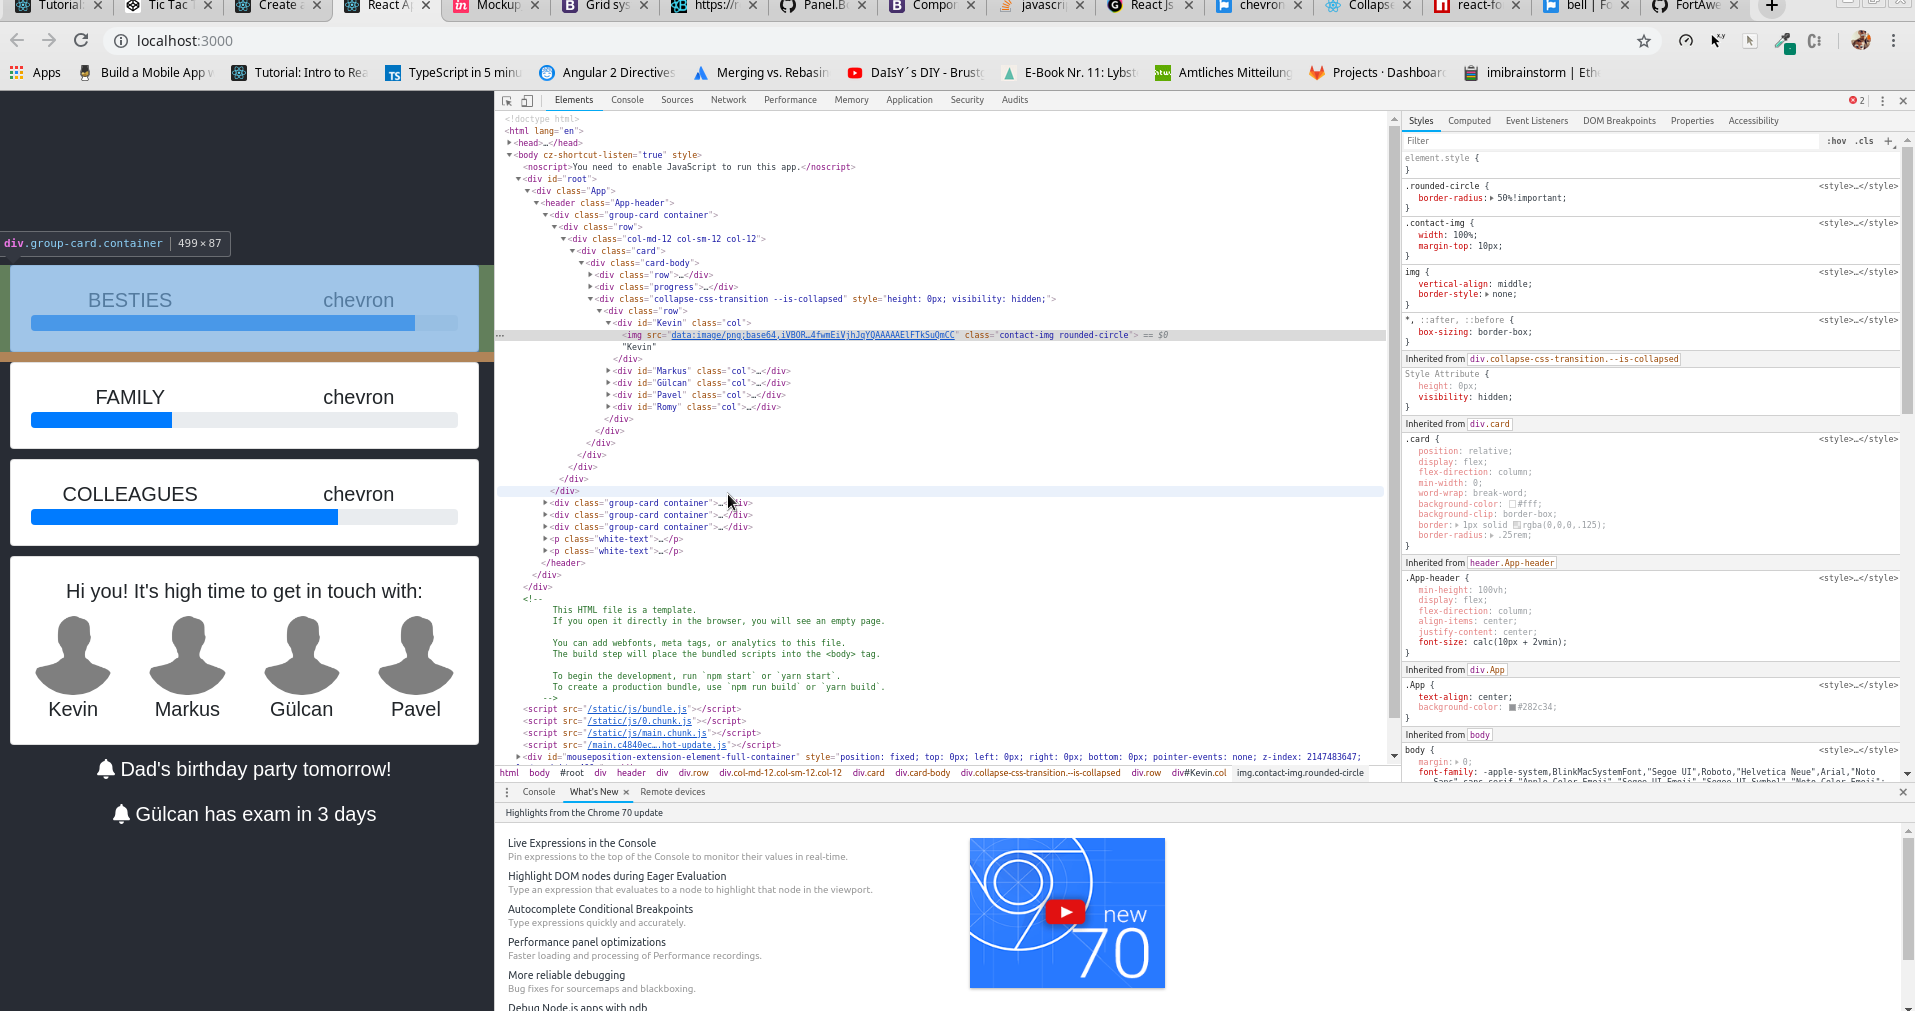 Tutorial: Tic Tac T Create a React A Mockup Grid sys https://r Panel.B Compor javascri React Js chevron Collaps react-fo bell | Fo FortAwe
localhost:3000
Apps Build a Mobile App Tutorial: Intro to Rea TypeScript in 5 minu Angular 2 Directives Merging vs. Rebasin DaIsY´s DIY - Brust E-Book Nr. 11: Lybst Amtliches Mitteilung Projects · Dashboar imibrainstorm | Eth
div.group-card.container 499 × 87
BESTIES chevron
FAMILY chevron
COLLEAGUES chevron
Hi you! It's high time to get in touch with:
Kevin Markus Gülcan Pavel
Dad's birthday party tomorrow!
Gülcan has exam in 3 days
Elements Console Sources Network Performance Memory Application Security Audits 2
<!doctype html>
<html lang="en">
<head>…</head>
<body cz-shortcut-listen="true" style>
<noscript>You need to enable JavaScript to run this app.</noscript>
<div id="root">
<div class="App">
<header class="App-header">
<div class="group-card container">
<div class="row">
<div class="col-md-12 col-sm-12 col-12">
<div class="card">
<div class="card-body">
<div class="row">…</div>
<div class="progress">…</div>
<div class="collapse-css-transition --is-collapsed" style="height: 0px; visibility: hidden;">
<div class="row">
<div id="Kevin" class="col">
<img src="data:image/png;base64,iVBOR…4fwmEiVjhJqYQAAAAAElFTkSuQmCC" class="contact-img rounded-circle"> == $0
"Kevin"
</div>
<div id="Markus" class="col">…</div>
<div id="Gülcan" class="col">…</div>
<div id="Pavel" class="col">…</div>
<div id="Romy" class="col">…</div>
</div>
</div>
</div>
</div>
</div>
</div>
</div>
<div class="group-card container">…</div>
<div class="group-card container">…</div>
<div class="group-card container">…</div>
<p class="white-text">…</p>
<p class="white-text">…</p>
</header>
</div>
</div>
<!--
This HTML file is a template.
If you open it directly in the browser, you will see an empty page.
You can add webfonts, meta tags, or analytics to this file.
The build step will place the bundled scripts into the <body> tag.
To begin the development, run `npm start` or `yarn start`.
To create a production bundle, use `npm run build` or `yarn build`.
-->
<script src="/static/js/bundle.js"></script>
<script src="/static/js/0.chunk.js"></script>
<script src="/static/js/main.chunk.js"></script>
<script src="/main.c4840ec….hot-update.js"></script>
<div id="mouseposition-extension-element-full-container" style="position: fixed; top: 0px; left: 0px; right: 0px; bottom: 0px; pointer-events: none; z-index: 2147483647;
html body #root div header div div.row div.col-md-12.col-sm-12.col-12 div.card div.card-body div.collapse-css-transition.--is-collapsed div.row div#Kevin.col img.contact-img.rounded-circle
Styles Computed Event Listeners DOM Breakpoints Properties Accessibility
Filter :hov .cls +
element.style {
}
.rounded-circle { <style>…</style>
border-radius: 50%!important;
}
.contact-img { <style>…</style>
width: 100%;
margin-top: 10px;
}
img { <style>…</style>
vertical-align: middle;
border-style: none;
}
*, ::after, ::before { <style>…</style>
box-sizing: border-box;
}
Inherited from div.collapse-css-transition.--is-collapsed
Style Attribute {
height: 0px;
visibility: hidden;
}
Inherited from div.card
.card { <style>…</style>
position: relative;
display: flex;
flex-direction: column;
min-width: 0;
word-wrap: break-word;
background-color: #fff;
background-clip: border-box;
border: 1px solid rgba(0,0,0,.125);
border-radius: .25rem;
}
Inherited from header.App-header
.App-header { <style>…</style>
min-height: 100vh;
display: flex;
flex-direction: column;
align-items: center;
justify-content: center;
font-size: calc(10px + 2vmin);
}
Inherited from div.App
.App { <style>…</style>
text-align: center;
background-color: #282c34;
}
Inherited from body
body { <style>…</style>
margin: 0;
font-family: -apple-system,BlinkMacSystemFont,"Segoe UI",Roboto,"Helvetica Neue",Arial,"Noto
Console What's New × Remote devices
Highlights from the Chrome 70 update
Live Expressions in the Console
Pin expressions to the top of the Console to monitor their values in real-time.
Highlight DOM nodes during Eager Evaluation
Type an expression that evaluates to a node to highlight that node in the viewport.
Autocomplete Conditional Breakpoints
Type expressions quickly and accurately.
Performance panel optimizations
Faster loading and processing of Performance recordings.
More reliable debugging
Bug fixes for sourcemaps and blackboxing.
Debug Node.js apps with ndb
new
70